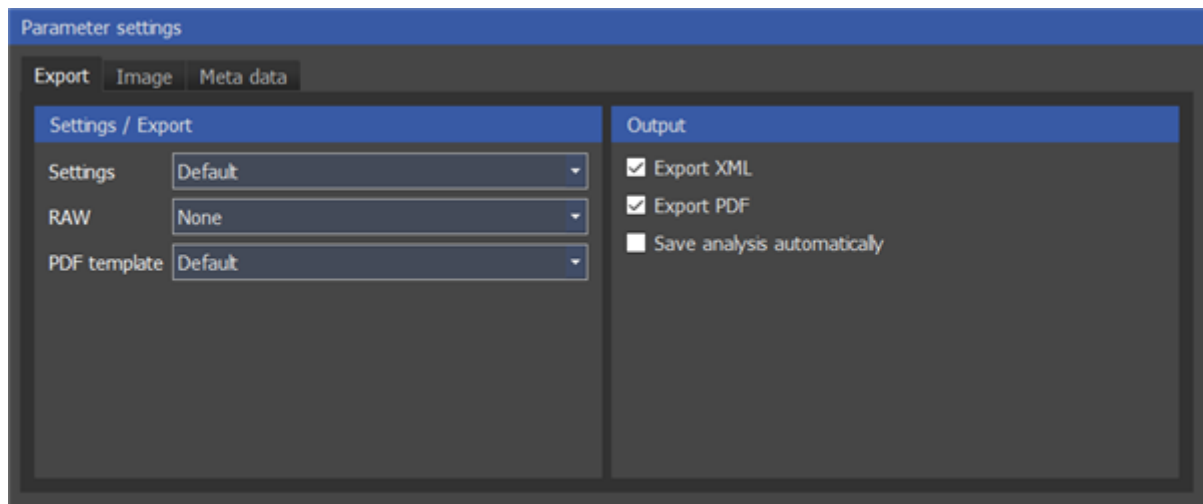 Parameter settings
Export Image Meta data
Settings / Export
Settings Default
RAW None
PDF template Default
Output
Export XML
Export PDF
Save analysis automatically